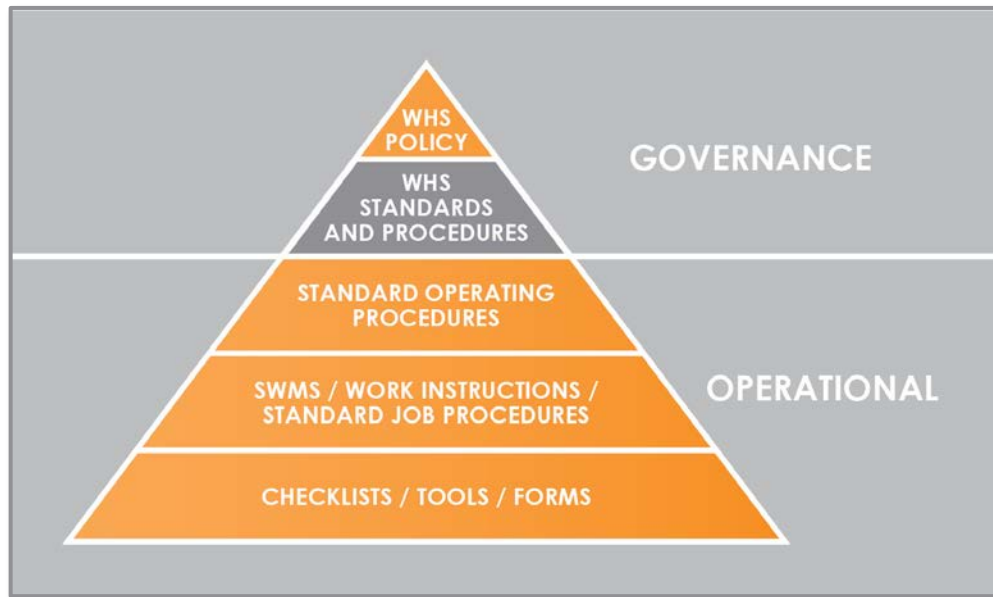 WHS
POLICY
GOVERNANCE
WHS
STANDARDS
AND PROCEDURES
STANDARD OPERATING
PROCEDURES
SWMS / WORK INSTRUCTIONS /
STANDARD JOB PROCEDURES
OPERATIONAL
CHECKLISTS / TOOLS / FORMS